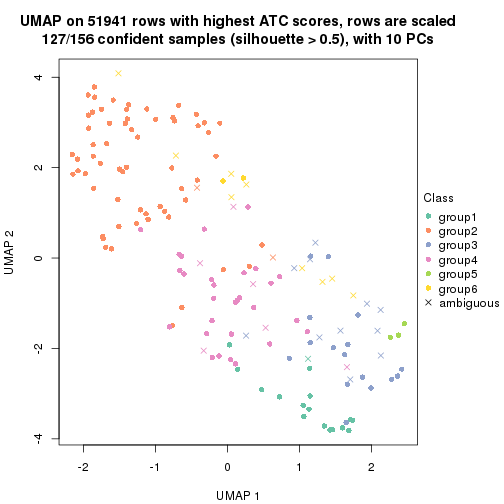 UMAP on 51941 rows with highest ATC scores, rows are scaled
127/156 confident samples (silhouette > 0.5), with 10 PCs
4
2
0
-2
-4
UMAP 2
-2
-1
0
1
2
UMAP 1
Class
group1
group2
group3
group4
group5
group6
ambiguous